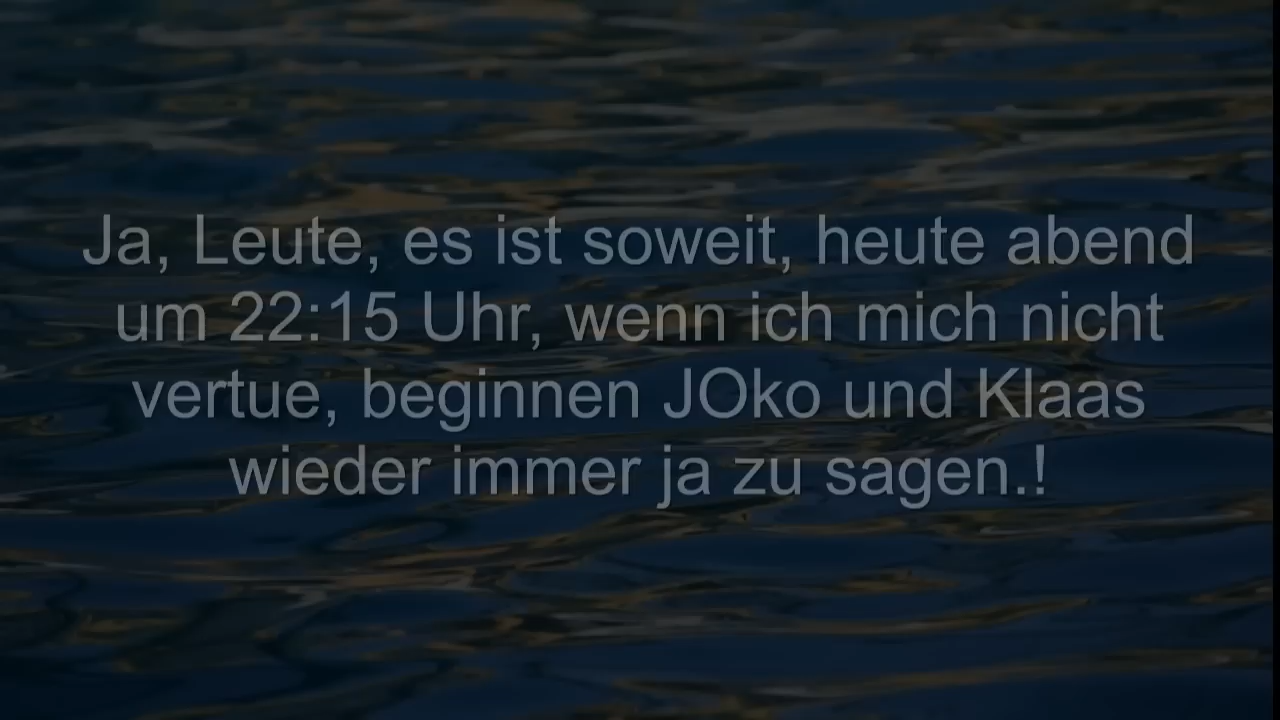 Ja, Leute, es ist soweit, heute abend
um 22:15 Uhr, wenn ich mich nicht
vertue, beginnen JOko und Klaas
wieder immer ja zu sagen.!